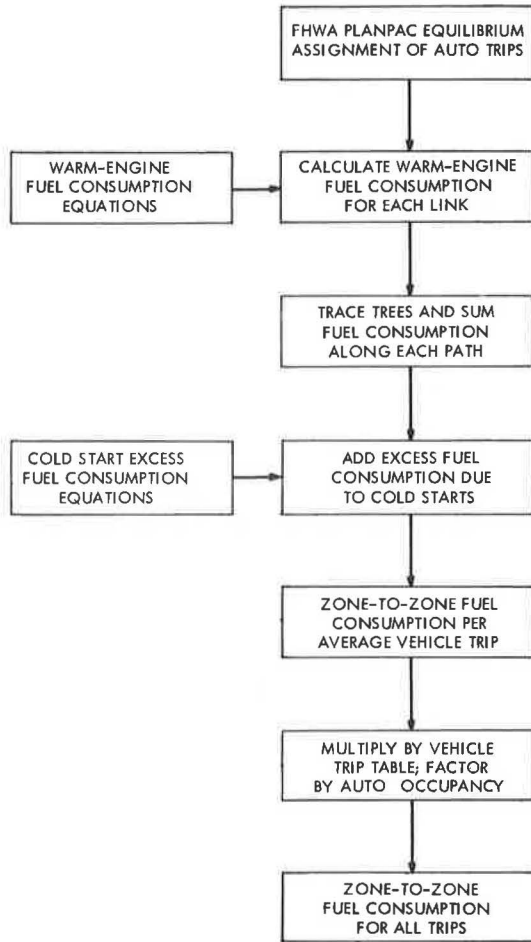 FHWA PLANPAC EQUILIBRIUM
ASSIGNMENT OF AUTO TRIPS
WARM-ENGINE
FUEL CONSUMPTION
EQUATIONS
CALCULATE WARM-ENGINE
FUEL CONSUMPTION
FOR EACH LINK
TRACE TREES AND SUM
FUEL CONSUMPTION
ALONG EACH PATH
COLD START EXCESS
FUEL CONSUMPTION
EQUATIONS
ADD EXCESS FUEL
CONSUMPTION DUE
TO COLD STARTS
ZONE-TO-ZONE FUEL
CONSUMPTION PER
AVERAGE VEHICLE TRIP
MULTIPLY BY VEHICLE
TRIP TABLE; FACTOR
BY AUTO OCCUPANCY
ZONE-TO-ZONE
FUEL CONSUMPTION
FOR ALL TRIPS